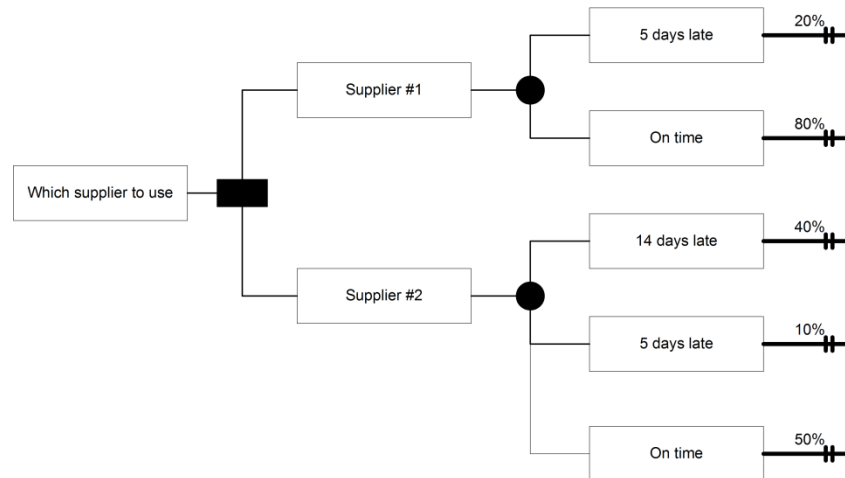 20%
5 days late
Supplier #1
80%
On time
Which supplier to use
40%
14 days late
Supplier #2
10%
5 days late
50%
On time